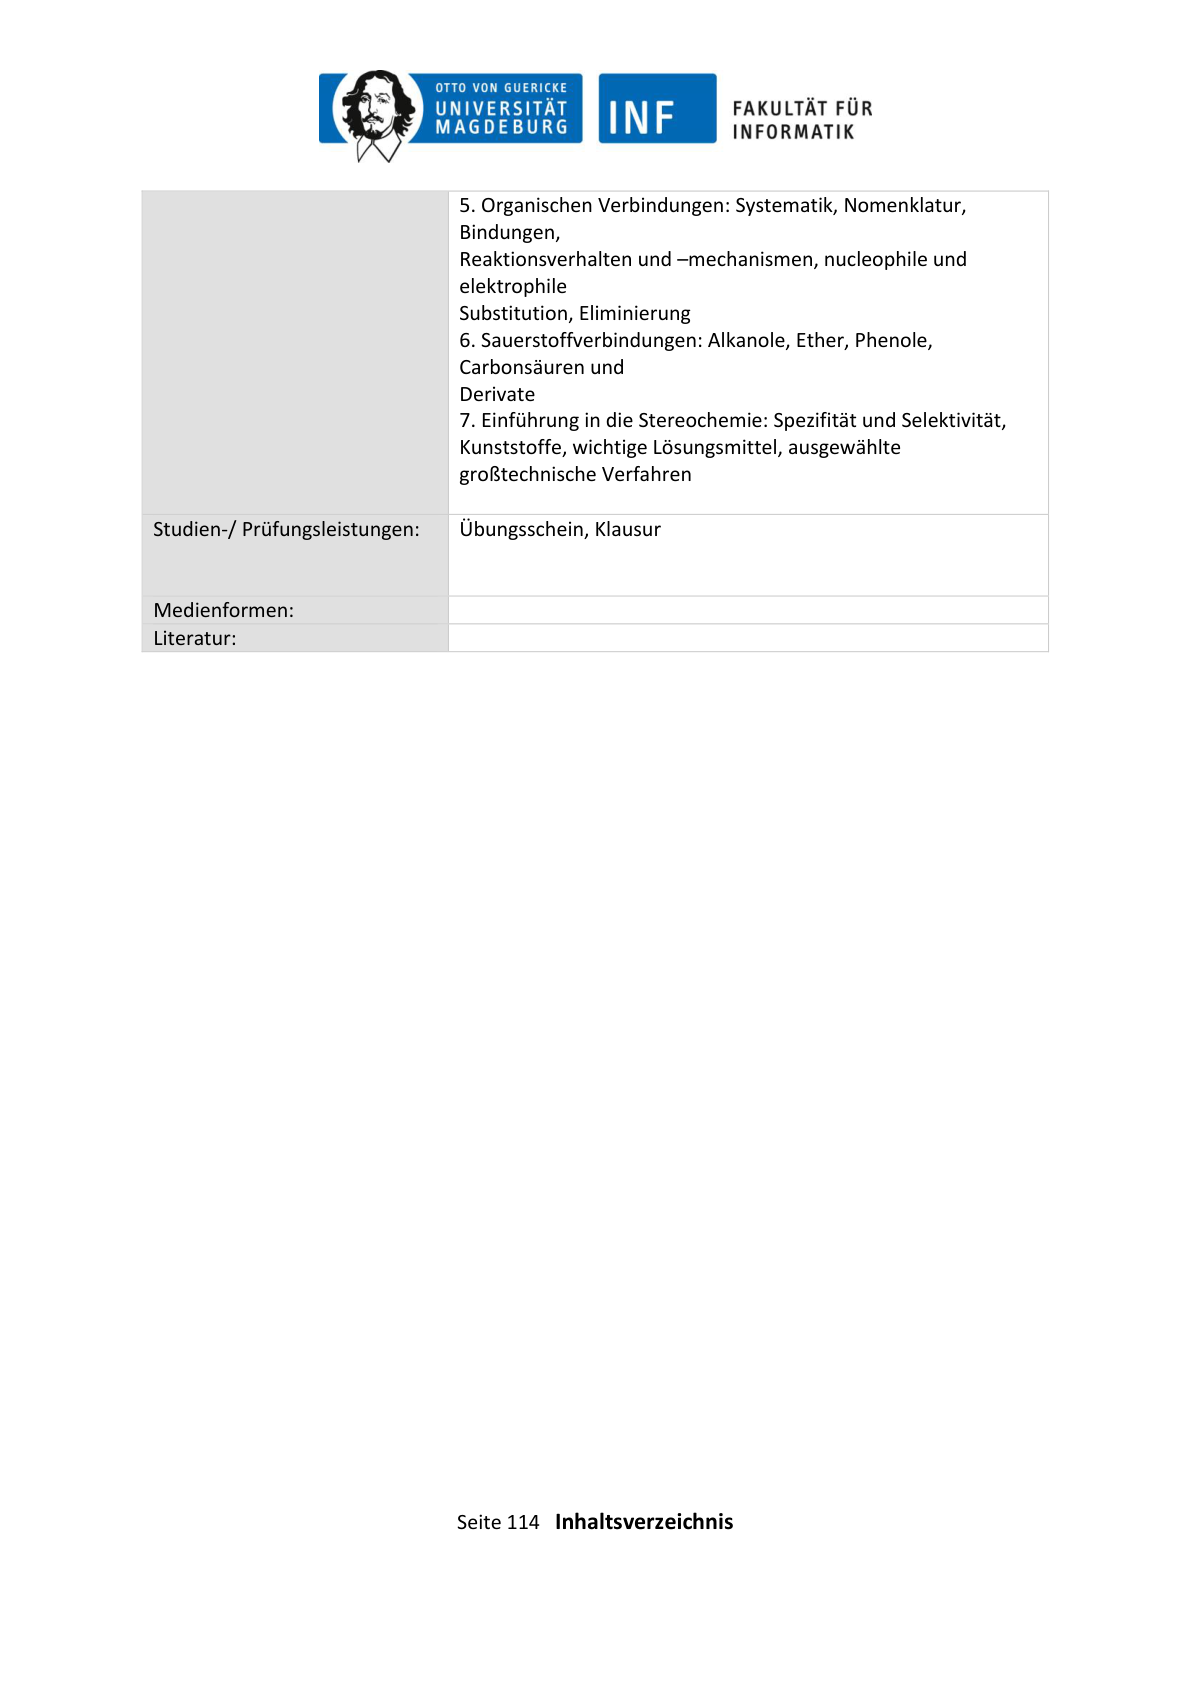 OTTO VON GUERICKE
UNIVERSITÄT
MAGDEBURG
INF
FAKULTÄT FÜR
INFORMATIK
5. Organischen Verbindungen: Systematik, Nomenklatur,
Bindungen,
Reaktionsverhalten und –mechanismen, nucleophile und
elektrophile
Substitution, Eliminierung
6. Sauerstoffverbindungen: Alkanole, Ether, Phenole,
Carbonsäuren und
Derivate
7. Einführung in die Stereochemie: Spezifität und Selektivität,
Kunststoffe, wichtige Lösungsmittel, ausgewählte
großtechnische Verfahren
Studien-/ Prüfungsleistungen: Übungsschein, Klausur
Medienformen:
Literatur:
Seite 114 Inhaltsverzeichnis